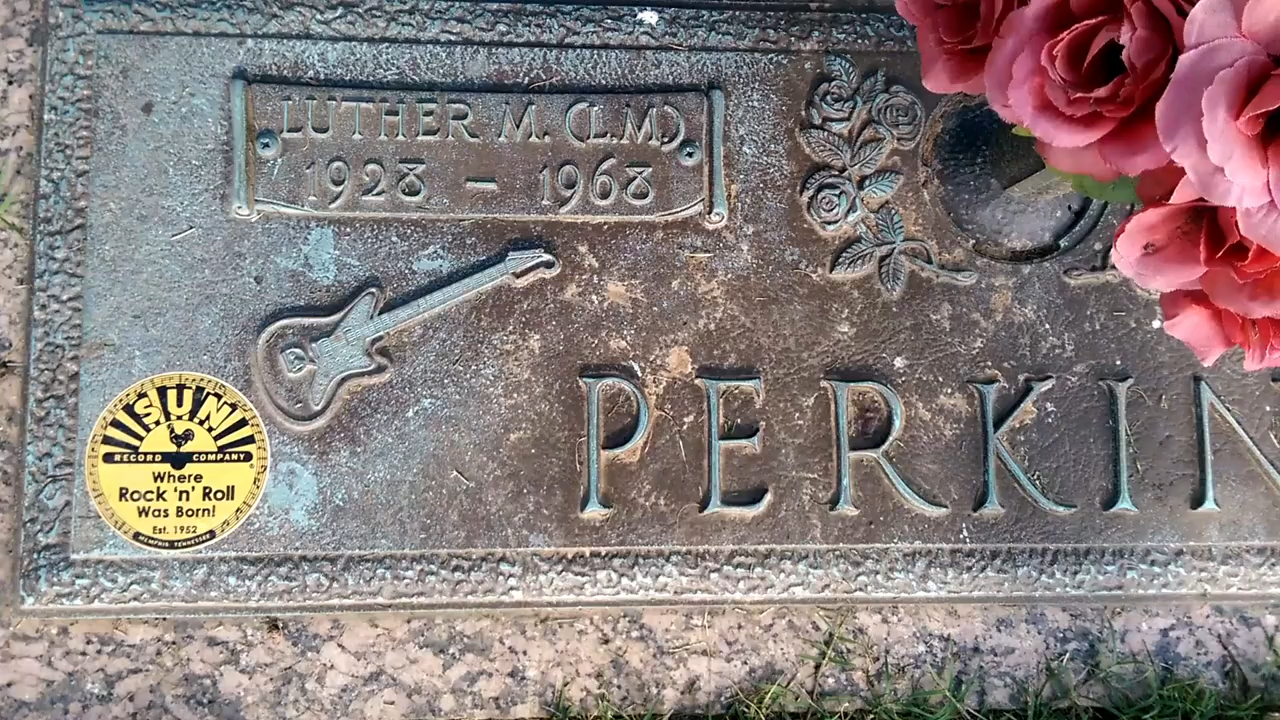 LUTHER M. (L.M.)
1928 – 1968
PERKIN
SUN
RECORD COMPANY
Where
Rock 'n' Roll
Was Born!
Est. 1952
MEMPHIS TENNESSEE